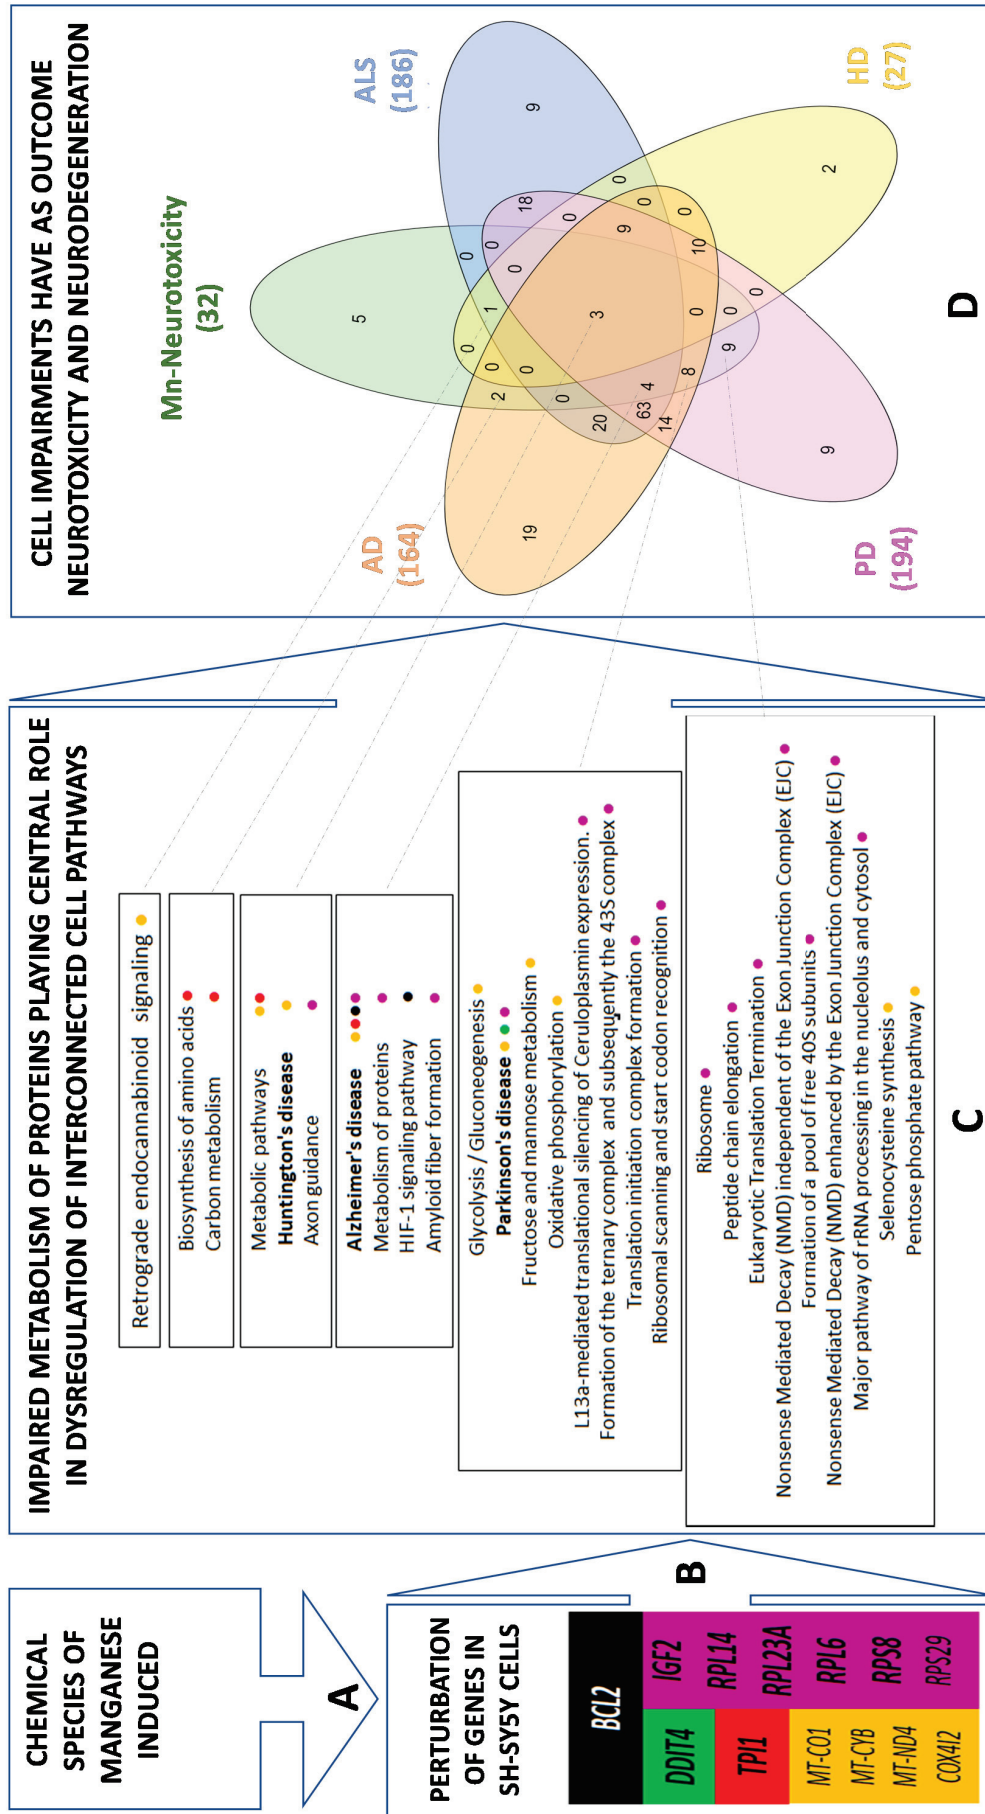 CHEMICAL
SPECIES OF
MANGANESE
INDUCED
A
PERTURBATION
OF GENES IN
SH-SY5Y CELLS
BCL2
DDIT4
TPI1
MT-CO1
MT-CYB
MT-ND4
COX4I2
IGF2
RPL14
RPL23A
RPL6
RPS8
RPS29
B
IMPAIRED METABOLISM OF PROTEINS PLAYING CENTRAL ROLE
IN DYSREGULATION OF INTERCONNECTED CELL PATHWAYS
Retrograde endocannabinoid signaling
Biosynthesis of amino acids
Carbon metabolism
Metabolic pathways
Huntington's disease
Axon guidance
Alzheimer's disease
Metabolism of proteins
HIF-1 signaling pathway
Amyloid fiber formation
Glycolysis / Gluconeogenesis
Parkinson's disease
Fructose and mannose metabolism
Oxidative phosphorylation
L13a-mediated translational silencing of Ceruloplasmin expression.
Formation of the ternary complex and subsequently, the 43S complex
Translation initiation complex formation
Ribosomal scanning and start codon recognition
Ribosome
Peptide chain elongation
Eukaryotic Translation Termination
Nonsense Mediated Decay (NMD) independent of the Exon Junction Complex (EJC)
Formation of a pool of free 40S subunits
Nonsense Mediated Decay (NMD) enhanced by the Exon Junction Complex (EJC)
Major pathway of rRNA processing in the nucleolus and cytosol
Selenocysteine synthesis
Pentose phosphate pathway
C
CELL IMPAIRMENTS HAVE AS OUTCOME
NEUROTOXICITY AND NEURODEGENERATION
Mn-Neurotoxicity
(32)
AD
(164)
ALS
(186)
PD
(194)
HD
(27)
5
0
0
0
1
0
0
2
0
0
18
9
19
0
0
0
20
3
9
0
0
63
4
14
8
0
10
9
0
0
9
2
D